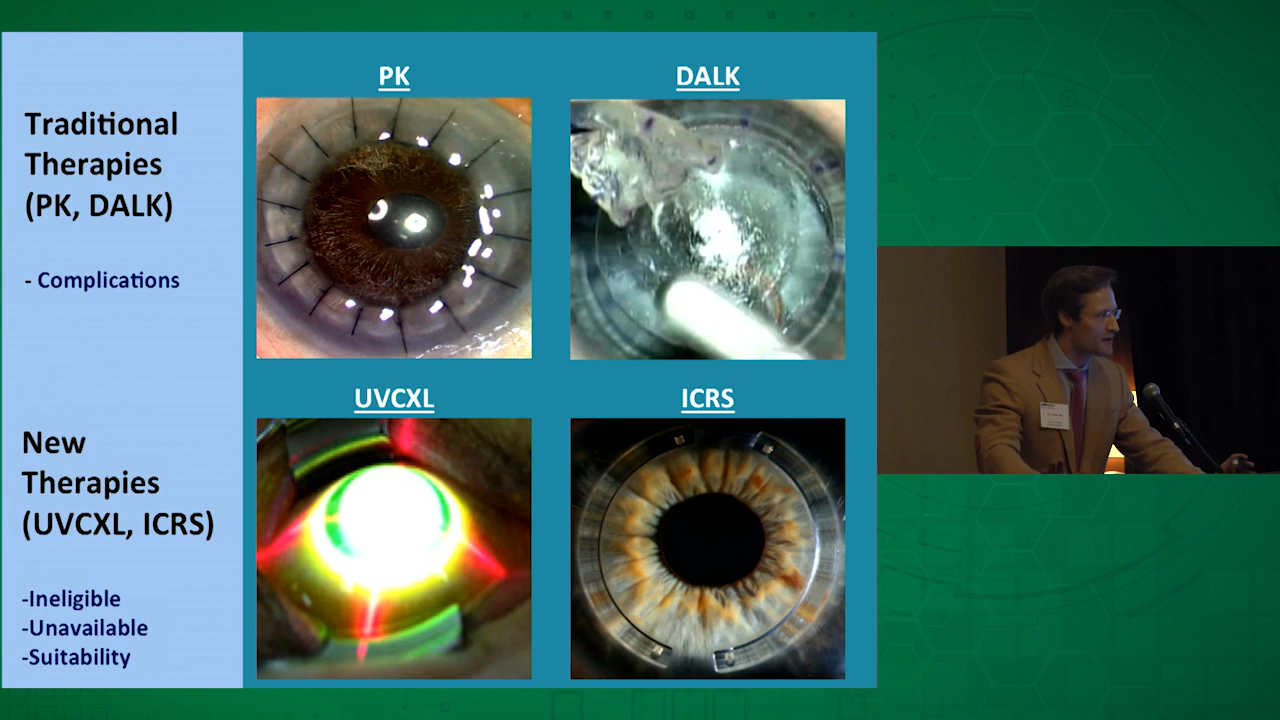 Traditional
Therapies
(PK, DALK)
- Complications
New
Therapies
(UVCXL, ICRS)
-Ineligible
-Unavailable
-Suitability
PK
DALK
UVCXL
ICRS